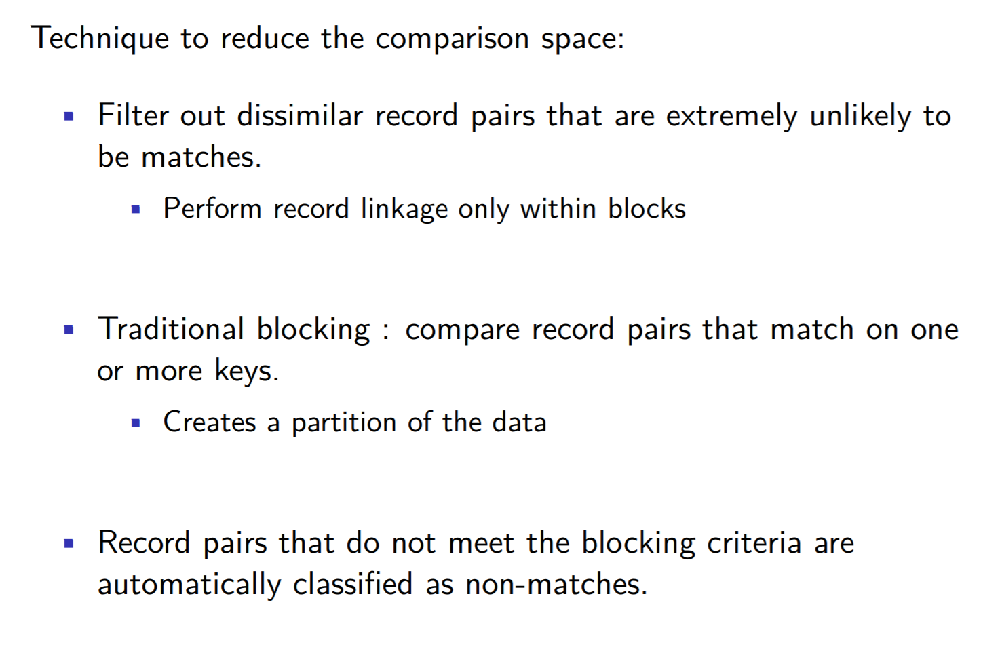 Technique to reduce the comparison space:
Filter out dissimilar record pairs that are extremely unlikely to
be matches.
Perform record linkage only within blocks
Traditional blocking : compare record pairs that match on one
or more keys.
Creates a partition of the data
Record pairs that do not meet the blocking criteria are
automatically classified as non-matches.